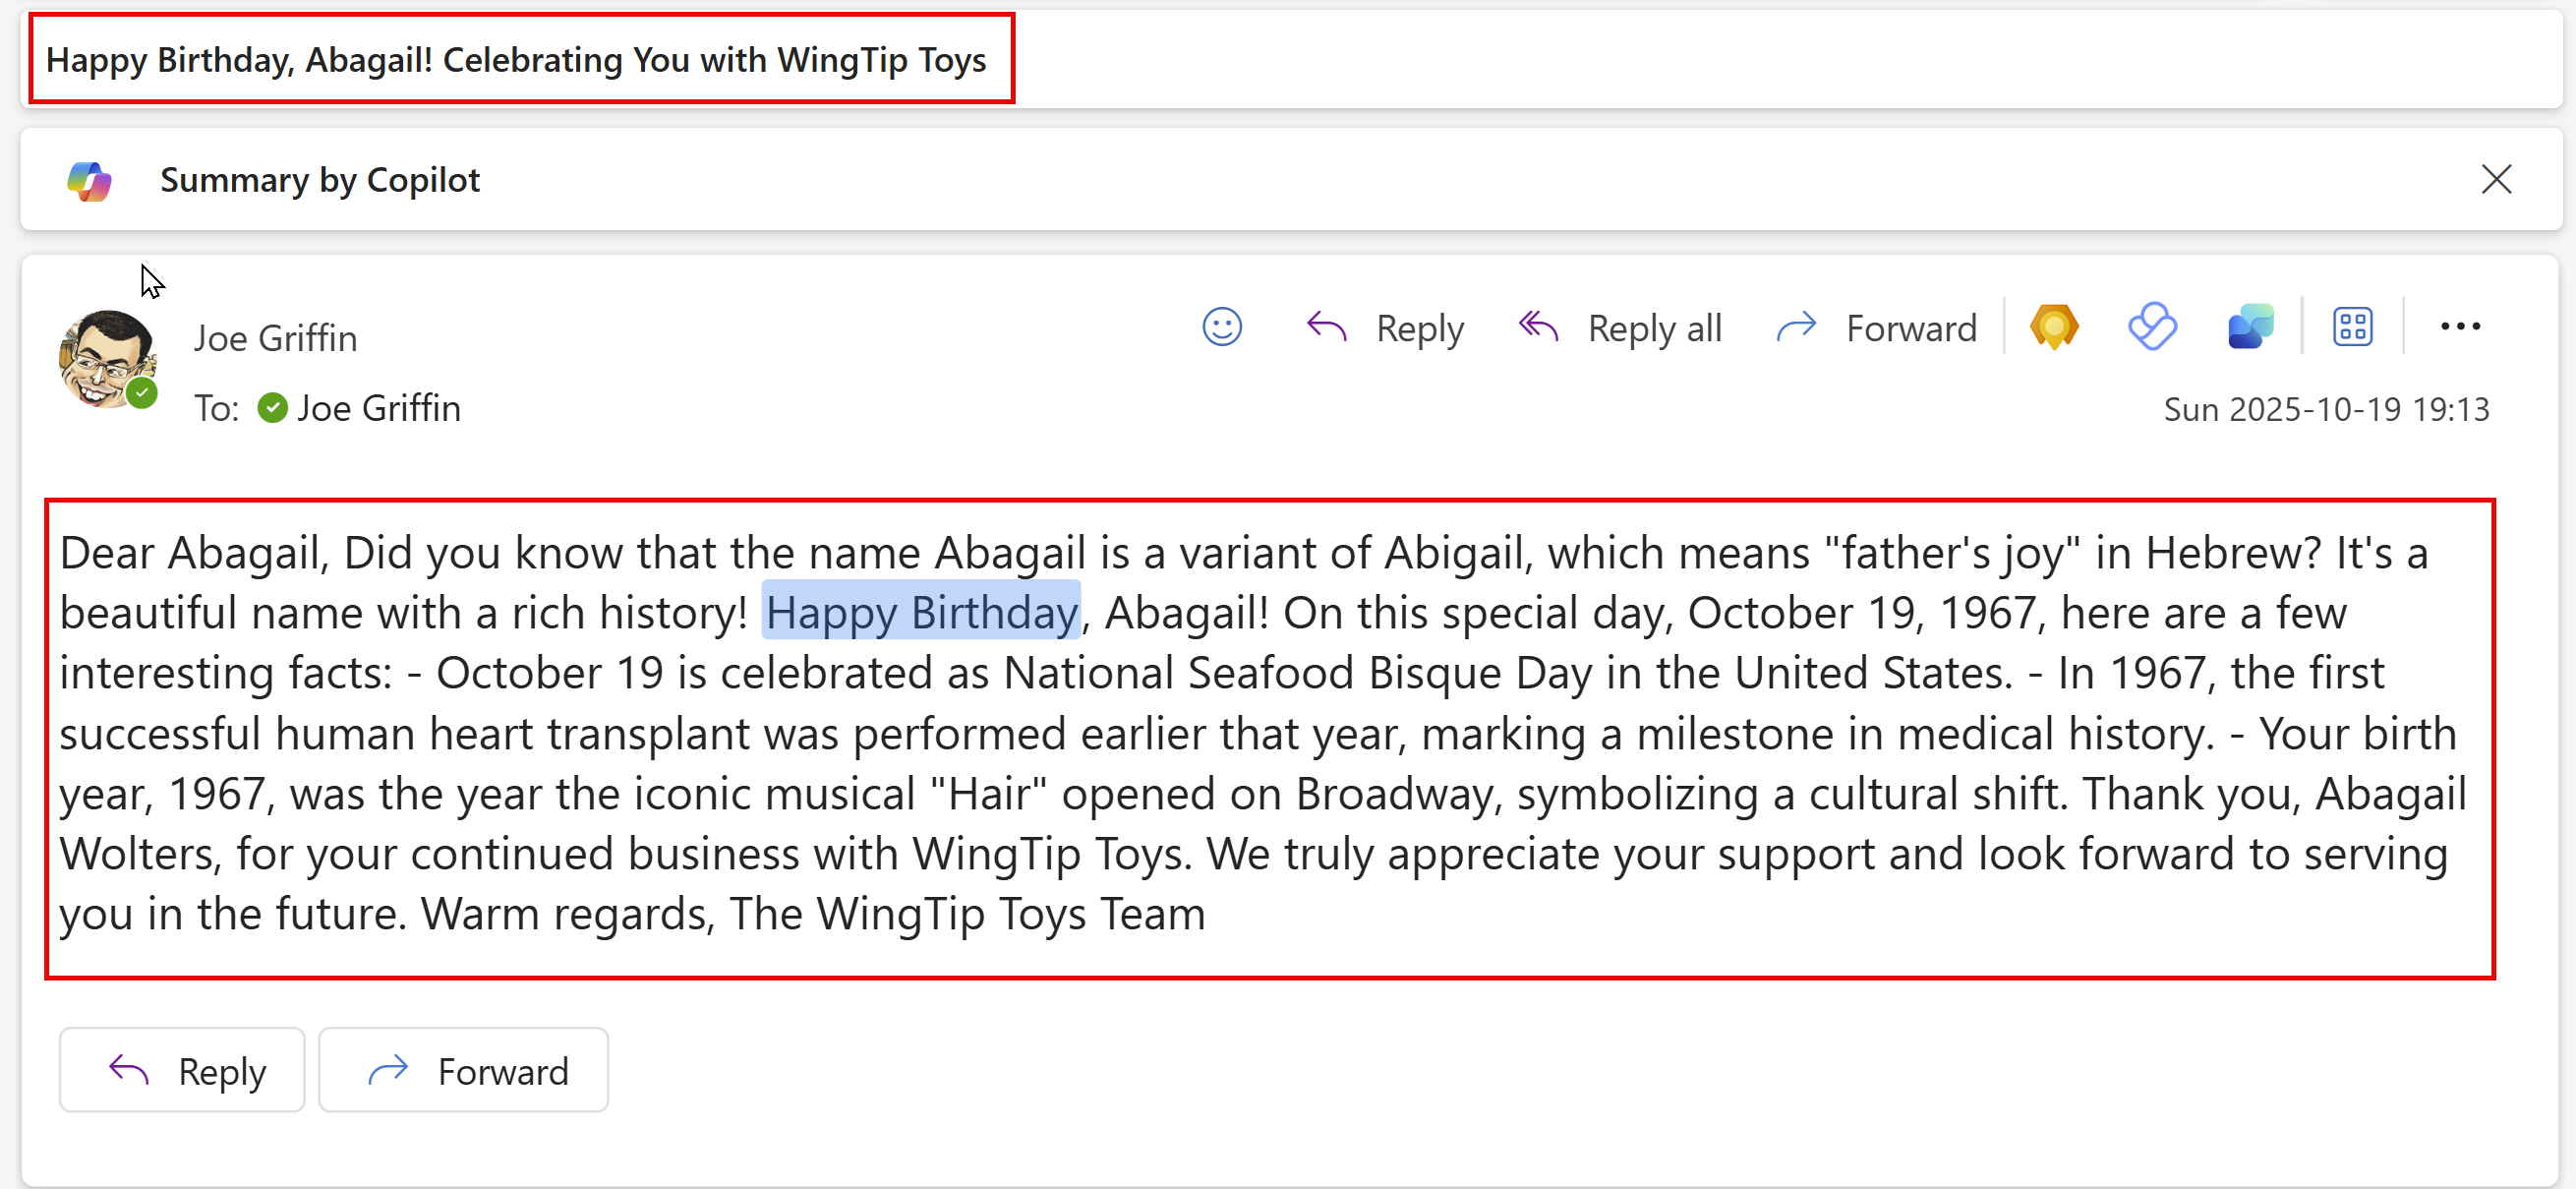 Happy Birthday, Abagail! Celebrating You with WingTip Toys
Summary by Copilot
Joe Griffin
Reply
Reply all
Forward
To: Joe Griffin
Sun 2025-10-19 19:13
Dear Abagail, Did you know that the name Abagail is a variant of Abigail, which means "father's joy" in Hebrew? It's a
beautiful name with a rich history! Happy Birthday, Abagail! On this special day, October 19, 1967, here are a few
interesting facts: - October 19 is celebrated as National Seafood Bisque Day in the United States. - In 1967, the first
successful human heart transplant was performed earlier that year, marking a milestone in medical history. - Your birth
year, 1967, was the year the iconic musical "Hair" opened on Broadway, symbolizing a cultural shift. Thank you, Abagail
Wolters, for your continued business with WingTip Toys. We truly appreciate your support and look forward to serving
you in the future. Warm regards, The WingTip Toys Team
Reply
Forward